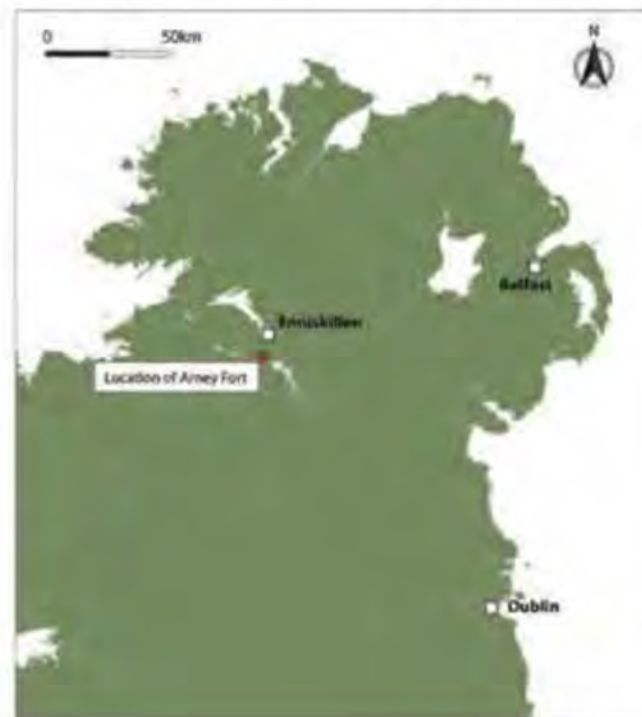 0 50km
N
Belfast
Enniskillen
Location of Arney Fort
Dublin